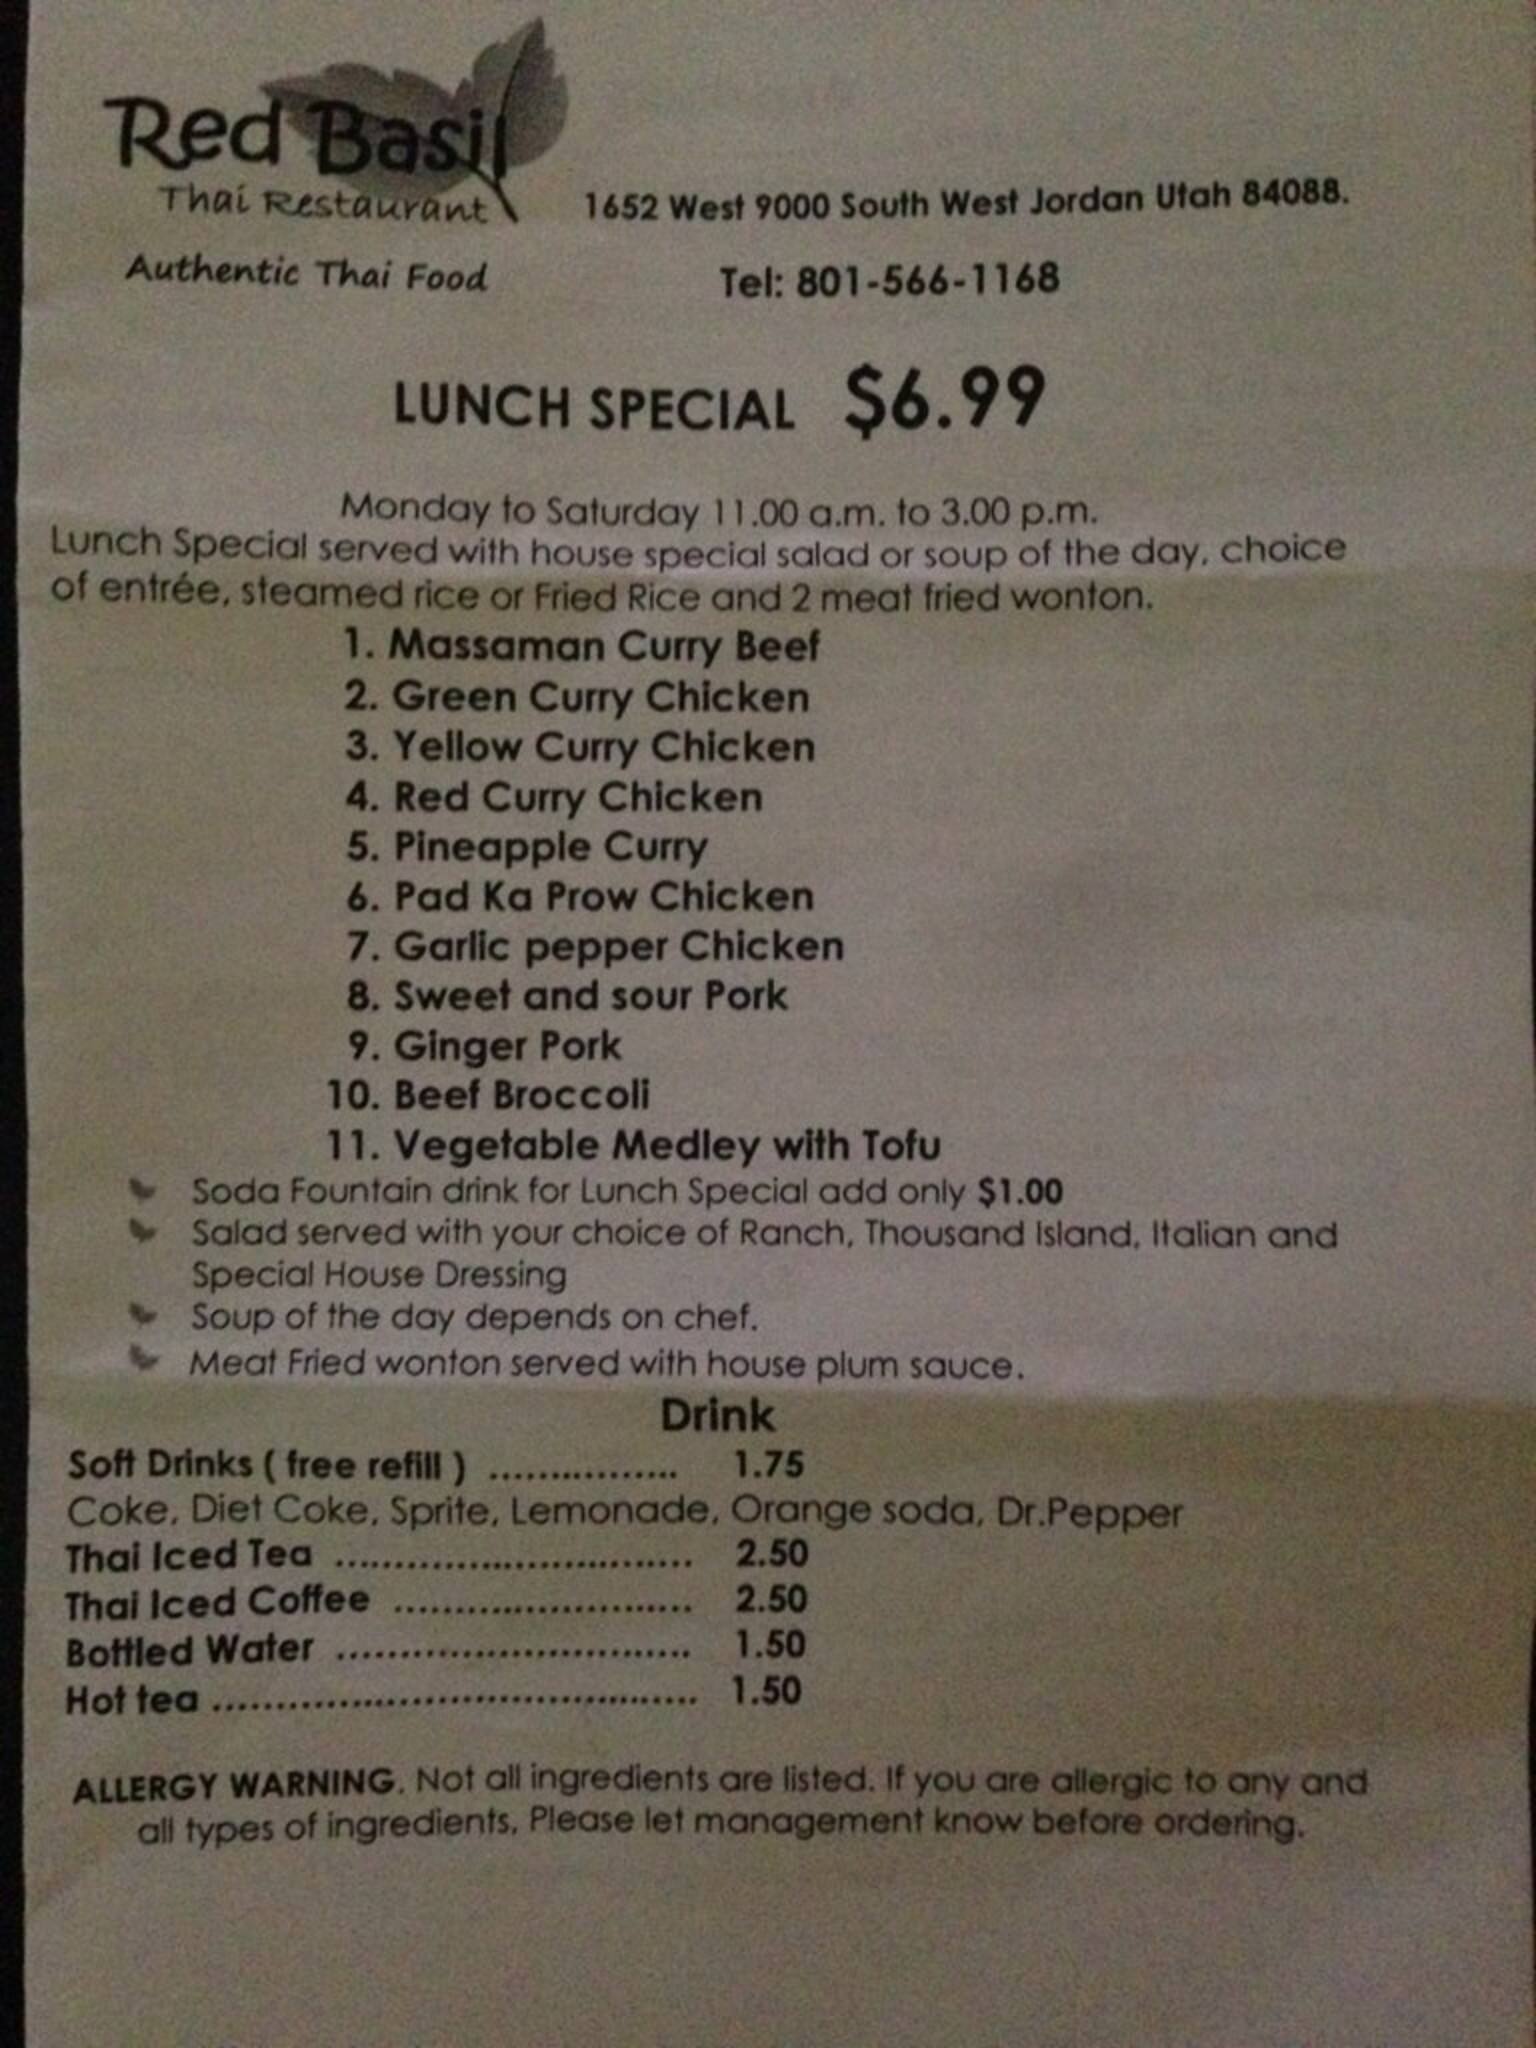 Red Basil
Thai Restaurant
1652 West 9000 South West Jordan Utah 84088.
Authentic Thai Food
Tel: 801-566-1168
LUNCH SPECIAL $6.99
Monday to Saturday 11.00 a.m. to 3.00 p.m.
Lunch Special served with house special salad or soup of the day, choice
of entrée, steamed rice or Fried Rice and 2 meat fried wonton.
1. Massaman Curry Beef
2. Green Curry Chicken
3. Yellow Curry Chicken
4. Red Curry Chicken
5. Pineapple Curry
6. Pad Ka Prow Chicken
7. Garlic pepper Chicken
8. Sweet and sour Pork
9. Ginger Pork
10. Beef Broccoli
11. Vegetable Medley with Tofu
Soda Fountain drink for Lunch Special add only $1.00
Salad served with your choice of Ranch, Thousand Island, Italian and
Special House Dressing
Soup of the day depends on chef.
Meat Fried wonton served with house plum sauce.
Drink
Soft Drinks ( free refill ) ................ 1.75
Coke, Diet Coke, Sprite, Lemonade, Orange soda, Dr.Pepper
Thai Iced Tea .............................. 2.50
Thai Iced Coffee ......................... 2.50
Bottled Water .............................. 1.50
Hot tea ......................................... 1.50
ALLERGY WARNING. Not all ingredients are listed. If you are allergic to any and
all types of ingredients, Please let management know before ordering.